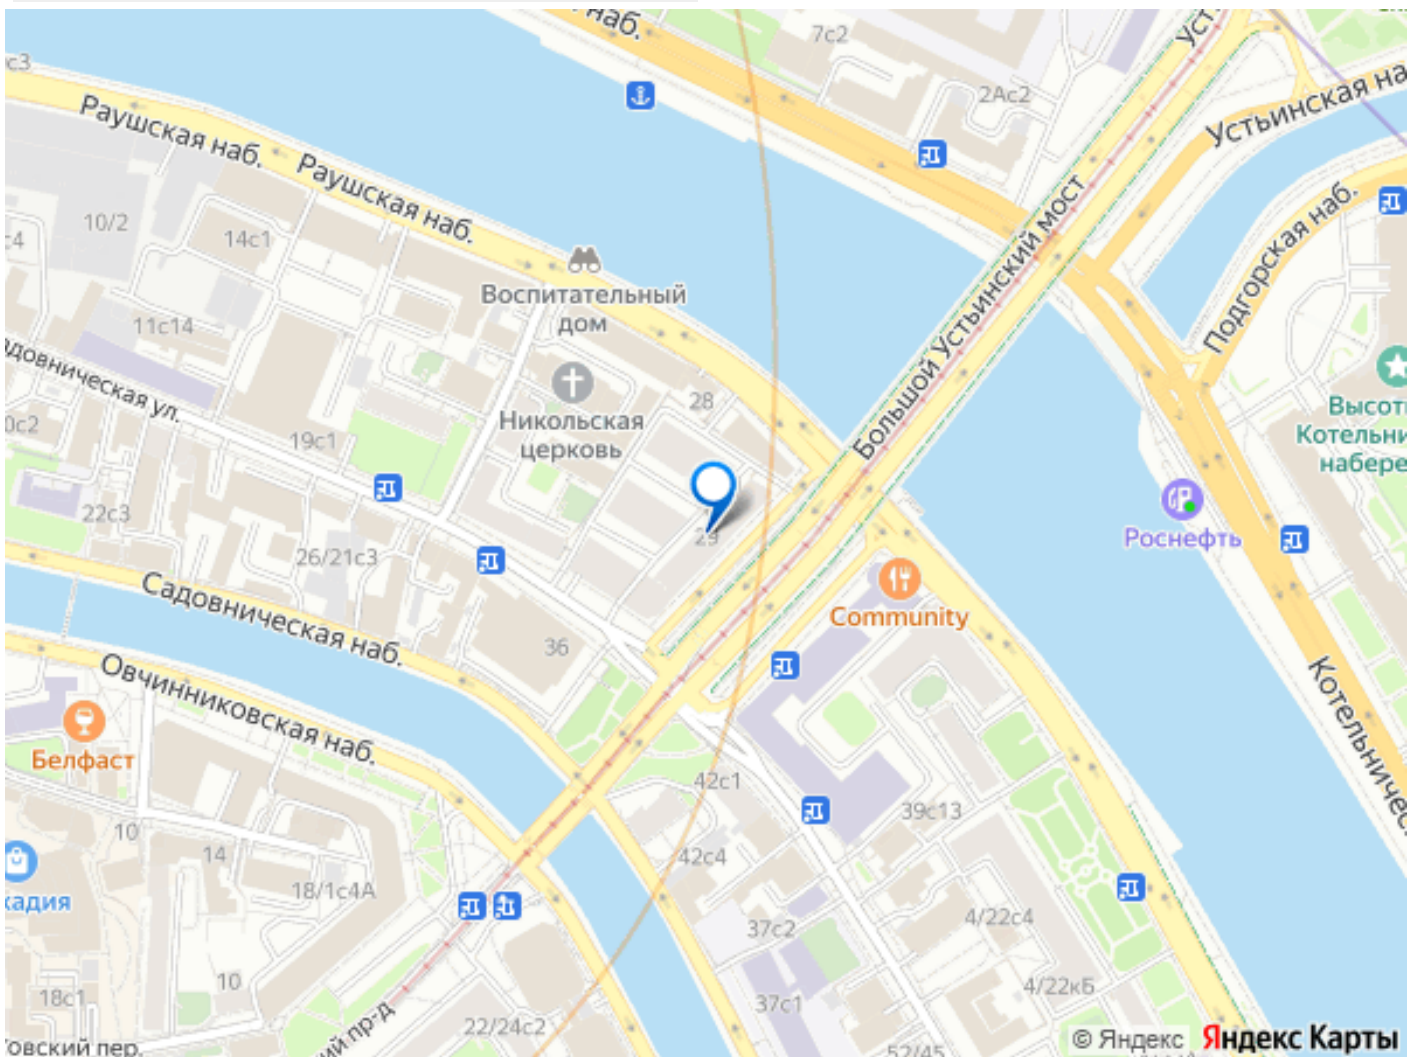 наб.
7с2
Уст
с3
2Ас2
Устьинская на
Раушская наб.
Раушская наб.
10/2
14с1
с4
Большой Устьинский мост
Подгорская наб.
Воспитательный
дом
11с14
довническая ул.
Никольская
церковь
28
Высот
Котельни
набере
0с2
19с1
22с3
29
Роснефть
26/21с3
Садовническая наб.
Community
36
Овчинниковская наб.
Котельничес
Белфаст
42с1
39с13
10
14
42с4
кадия
18/1с4А
37с2
4/22с4
10
18с1
37с1
4/22к6
22/24с2
ий пр-д
овский пер.
52/45
© Яндекс Яндекс Карты